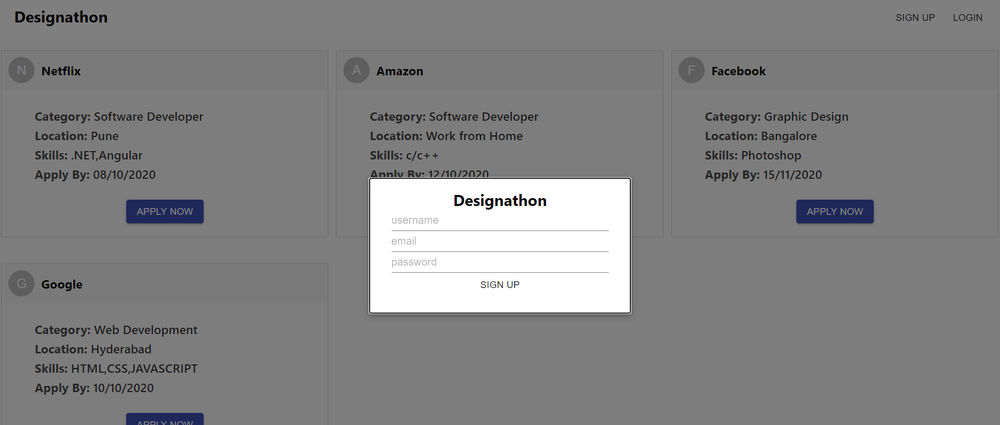 Designathon
SIGN UP
LOGIN
N
Netflix
Category: Software Developer
Location: Pune
Skills: .NET,Angular
Apply By: 08/10/2020
APPLY NOW
A
Amazon
Category: Software Developer
Location: Work from Home
Skills: c/c++
Apply By: 12/10/2020
F
Facebook
Category: Graphic Design
Location: Bangalore
Skills: Photoshop
Apply By: 15/11/2020
APPLY NOW
Designathon
username
email
password
SIGN UP
G
Google
Category: Web Development
Location: Hyderabad
Skills: HTML,CSS,JAVASCRIPT
Apply By: 10/10/2020
APPLY NOW